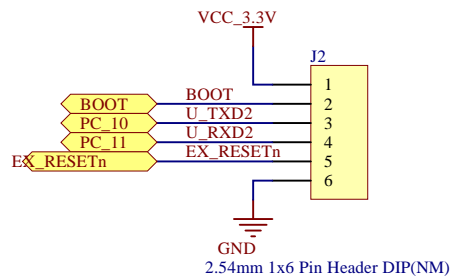 VCC_3.3V
J2
1
BOOT BOOT 2
PC_10 U_TXD2 3
PC_11 U_RXD2 4
EX_RESETn EX_RESETn 5
6
GND
2.54mm 1x6 Pin Header DIP(NM)